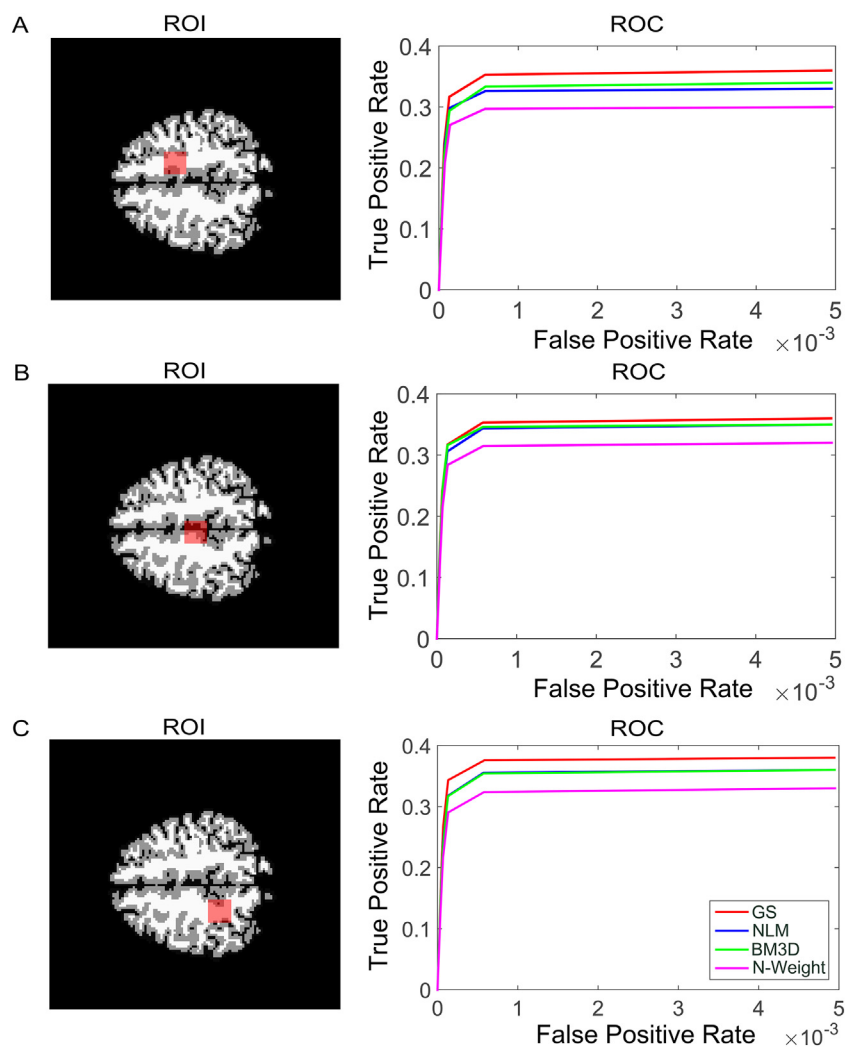 A
ROI
ROC
0.4
0.3
0.2
0.1
0
True Positive Rate
0 1 2 3 4 5
False Positive Rate ×10-3
B
ROI
ROC
0.4
0.3
0.2
0.1
0
True Positive Rate
0 1 2 3 4 5
False Positive Rate ×10-3
C
ROI
ROC
0.4
0.3
0.2
0.1
0
True Positive Rate
GS
NLM
BM3D
N-Weight
0 1 2 3 4 5
False Positive Rate ×10-3